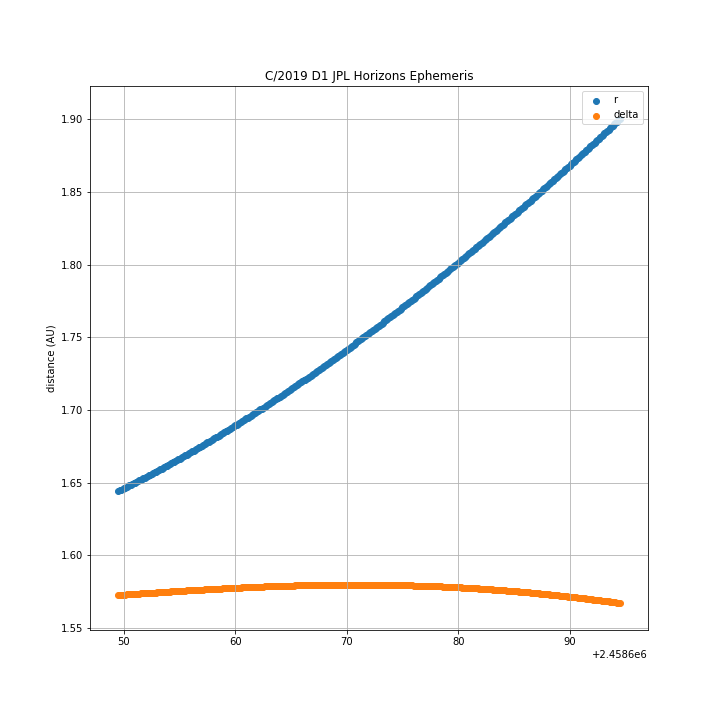 C/2019 D1 JPL Horizons Ephemeris
r
delta
1.90
1.85
1.80
1.75
1.70
1.65
1.60
1.55
distance (AU)
50 60 70 80 90
+2.4586e6